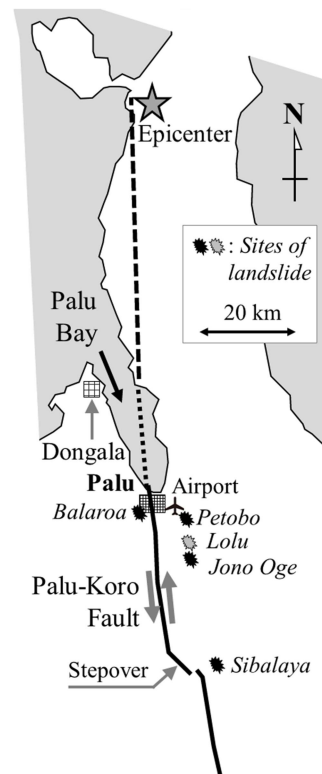 Epicenter
N
: Sites of
landslide
20 km
Palu
Bay
Dongala
Palu
Airport
Balaroa
Petobo
Lolu
Jono Oge
Palu-Koro
Fault
Stepover
Sibalaya